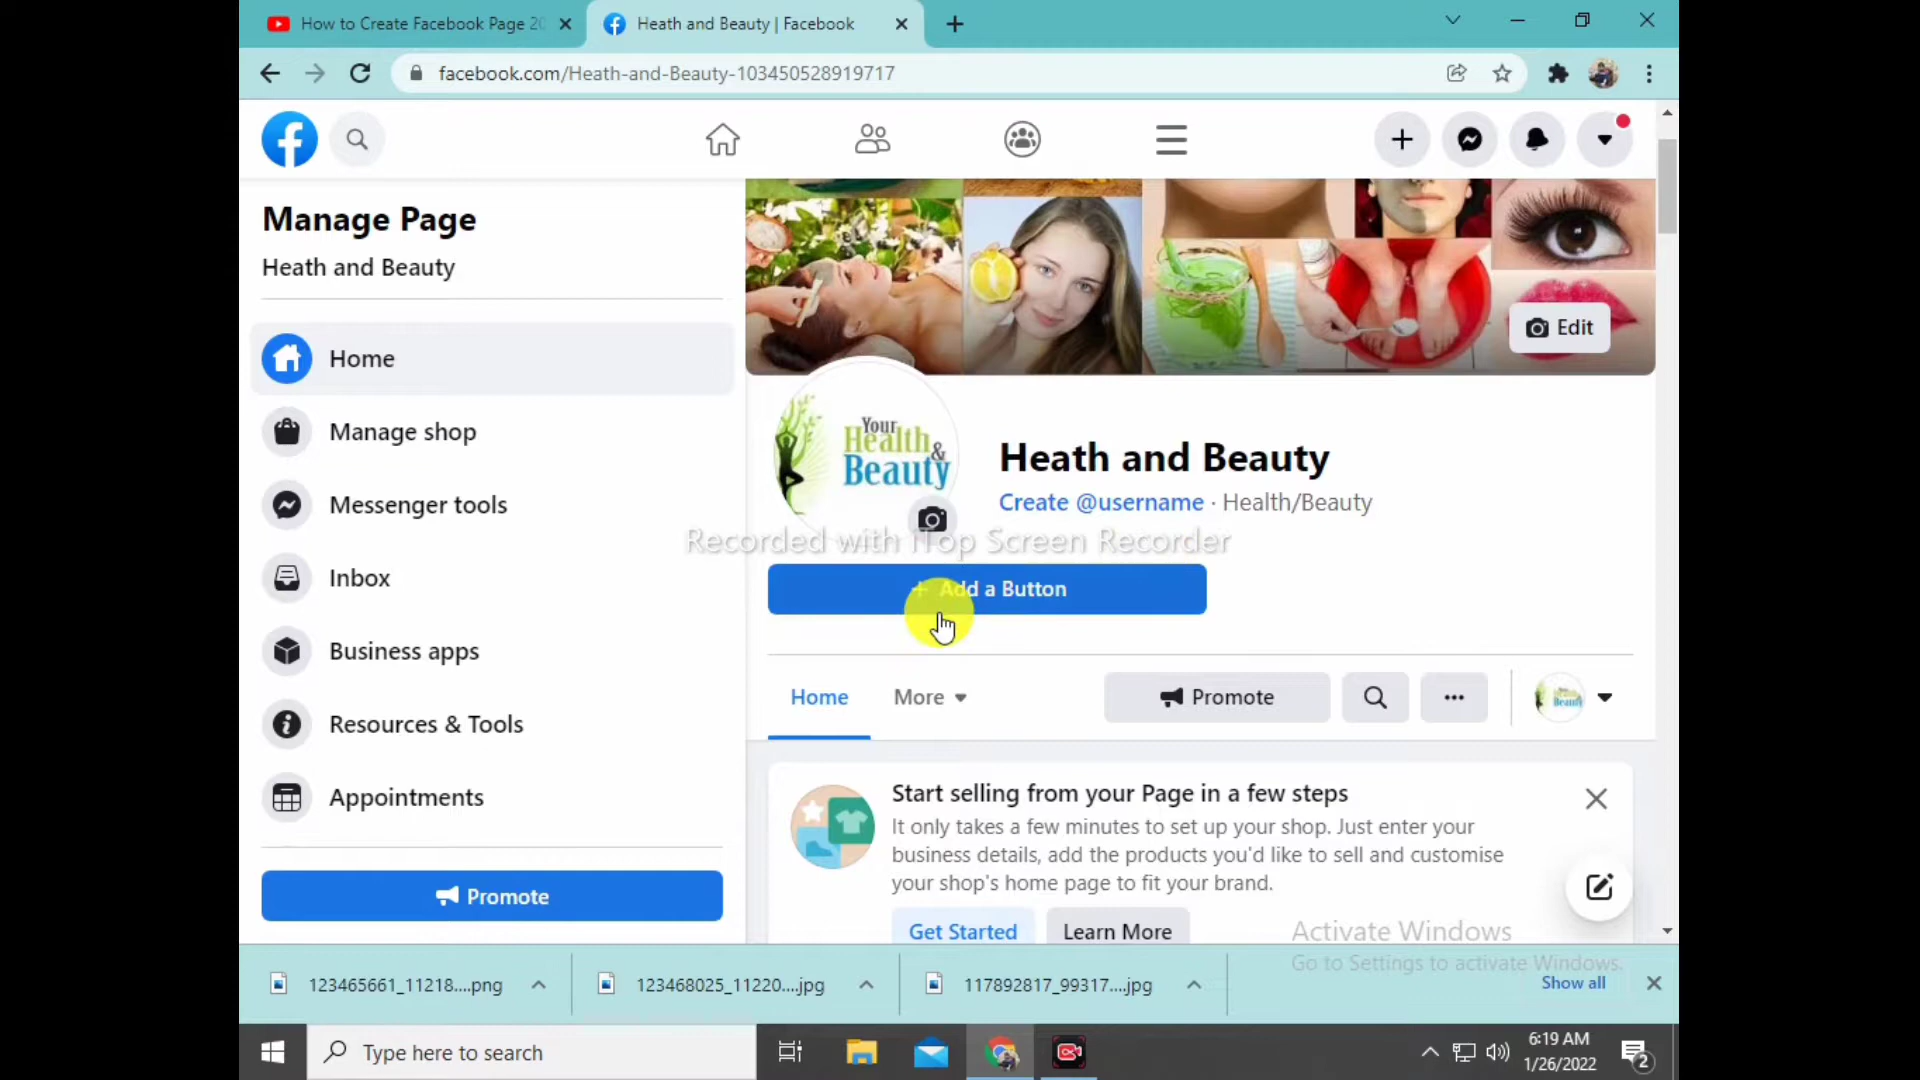 How to Create Facebook Page 20
Heath and Beauty | Facebook
facebook.com/Heath-and-Beauty-103450528919717
Manage Page
Heath and Beauty
Home
Manage shop
Messenger tools
Inbox
Business apps
Resources & Tools
Appointments
Promote
Edit
Your
Health &
Beauty
Heath and Beauty
Create @username · Health/Beauty
Recorded with iTop Screen Recorder
+ Add a Button
Home
More
Promote
Start selling from your Page in a few steps
It only takes a few minutes to set up your shop. Just enter your
business details, add the products you'd like to sell and customise
your shop's home page to fit your brand.
Get Started
Learn More
Activate Windows
Go to Settings to activate Windows.
123465661_11218....png
123468025_11220....jpg
117892817_99317....jpg
Show all
Type here to search
6:19 AM
1/26/2022
2